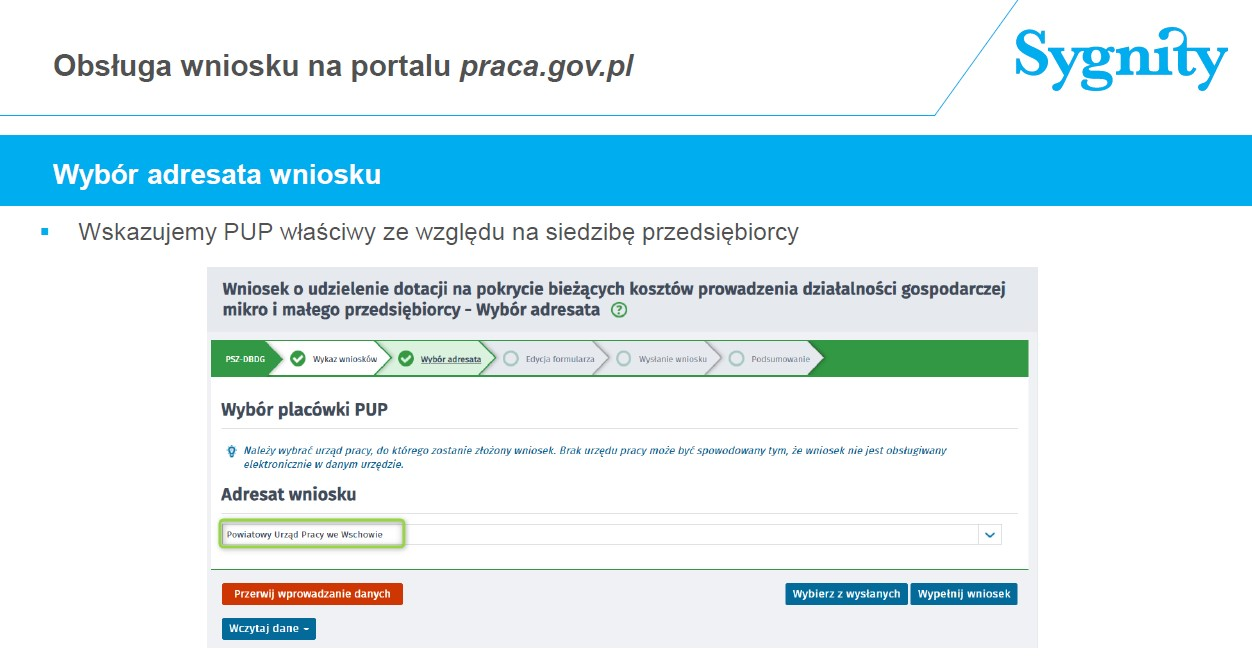 Obsługa wniosku na portalu praca.gov.pl
Sygnity
Wybór adresata wniosku
Wskazujemy PUP właściwy ze względu na siedzibę przedsiębiorcy
Wniosek o udzielenie dotacji na pokrycie bieżących kosztów prowadzenia działalności gospodarczej
mikro i małego przedsiębiorcy - Wybór adresata ?
PSZ-DBDG Wykaz wniosków Wybór adresata Edycja formularza Wysłanie wniosku Podsumowanie
Wybór placówki PUP
Należy wybrać urząd pracy, do którego zostanie złożony wniosek. Brak urzędu pracy może być spowodowany tym, że wniosek nie jest obsługiwany
elektronicznie w danym urzędzie.
Adresat wniosku
Powiatowy Urząd Pracy we Wschowie
Przerwij wprowadzanie danych Wybierz z wysłanych Wypełnij wniosek
Wczytaj dane